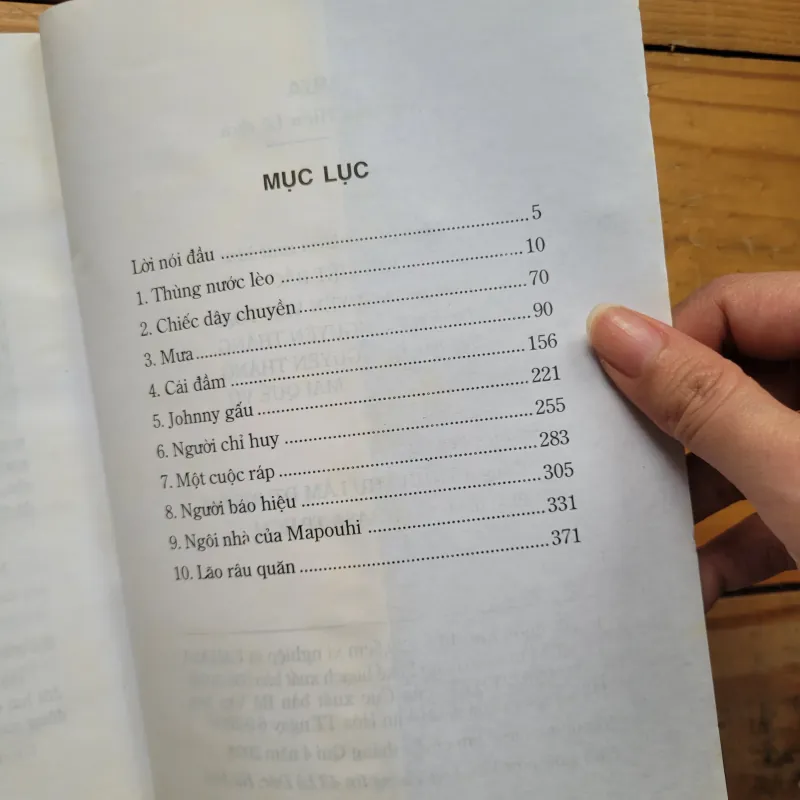 MỤC LỤC
Lời nói đầu ........................................................ 5
1. Thùng nước lèo ................................................ 10
2. Chiếc dây chuyền ............................................. 70
3. Mưa ................................................................ 90
4. Cái đầm ........................................................... 156
5. Johnny gấu ...................................................... 221
6. Người chỉ huy .................................................. 255
7. Một cuộc ráp ................................................... 283
8. Người báo hiệu ................................................ 305
9. Ngôi nhà của Mapouhi ...................................... 331
10. Lão râu quăn .................................................. 371